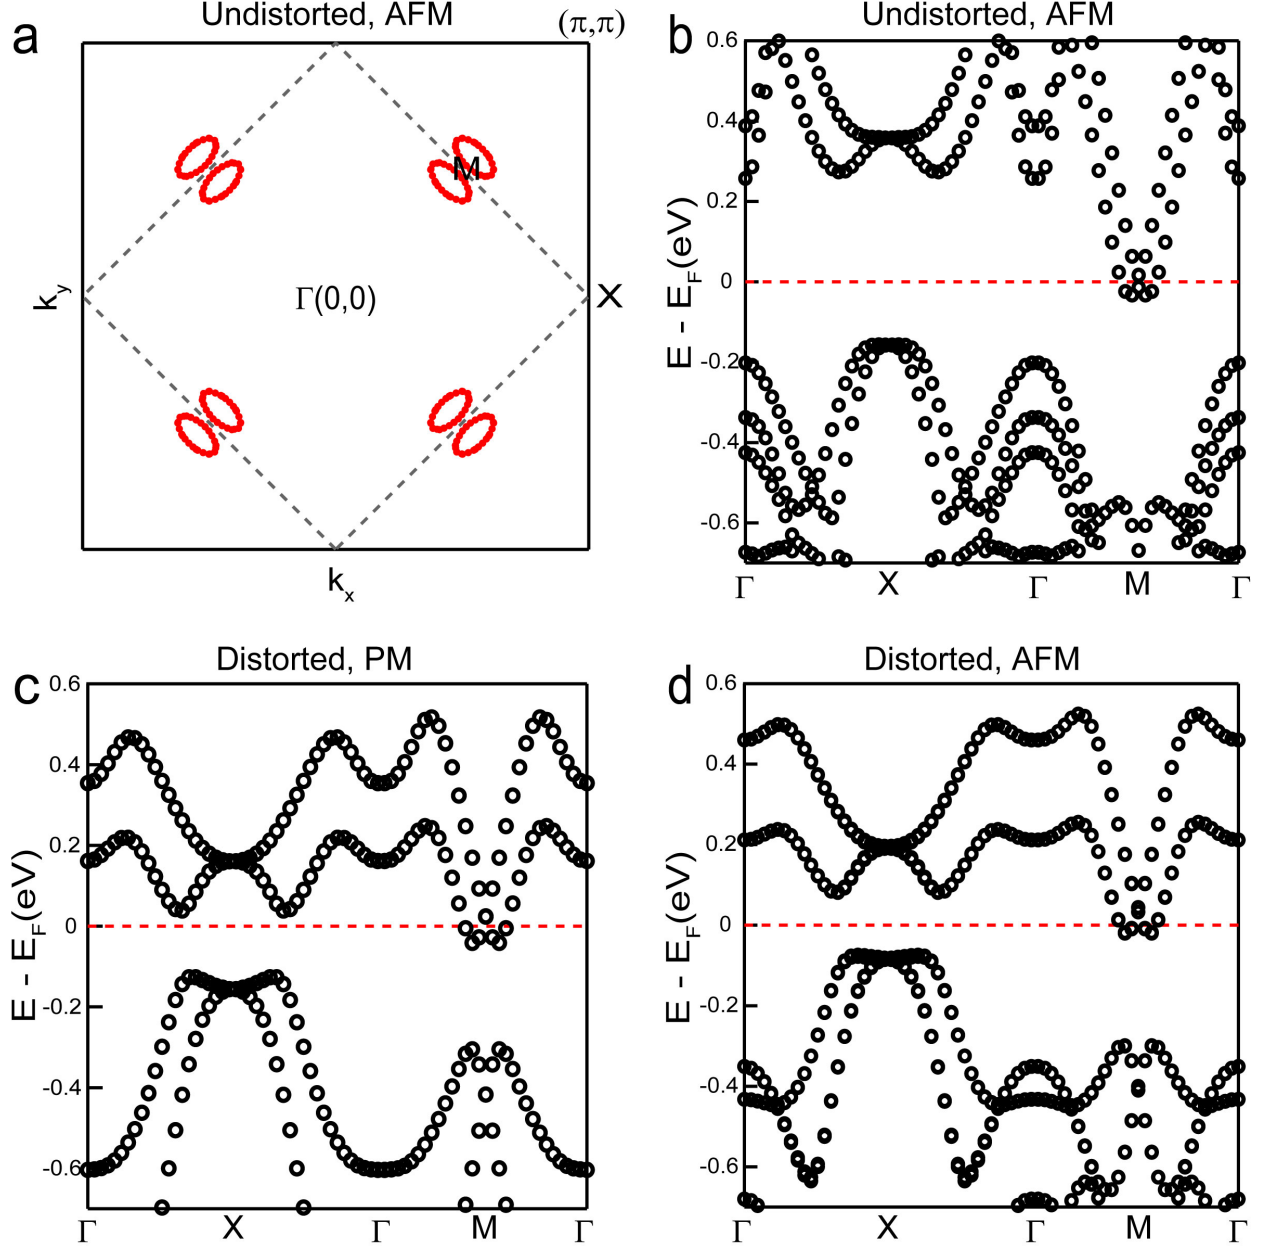 a
Undistorted, AFM
(π,π)
M
k_y
Γ(0,0)
X
k_x
b
Undistorted, AFM
E - E_F(eV)
0.6
0.4
0.2
0
-0.2
-0.4
-0.6
Γ X Γ M Γ
c
Distorted, PM
E - E_F(eV)
0.6
0.4
0.2
0
-0.2
-0.4
-0.6
Γ X Γ M Γ
d
Distorted, AFM
E - E_F(eV)
0.6
0.4
0.2
0
-0.2
-0.4
-0.6
Γ X Γ M Γ